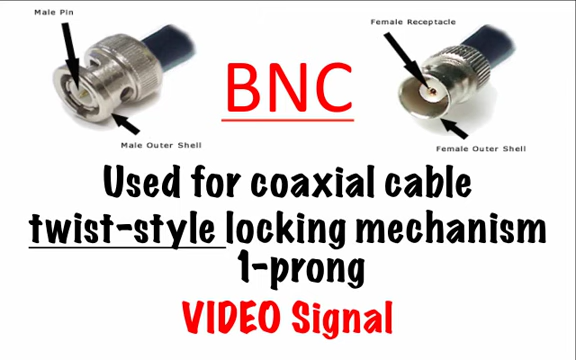 Male Pin
Female Receptacle
BNC
Male Outer Shell
Female Outer Shell
Used for coaxial cable
twist-style locking mechanism
1-prong
VIDEO Signal